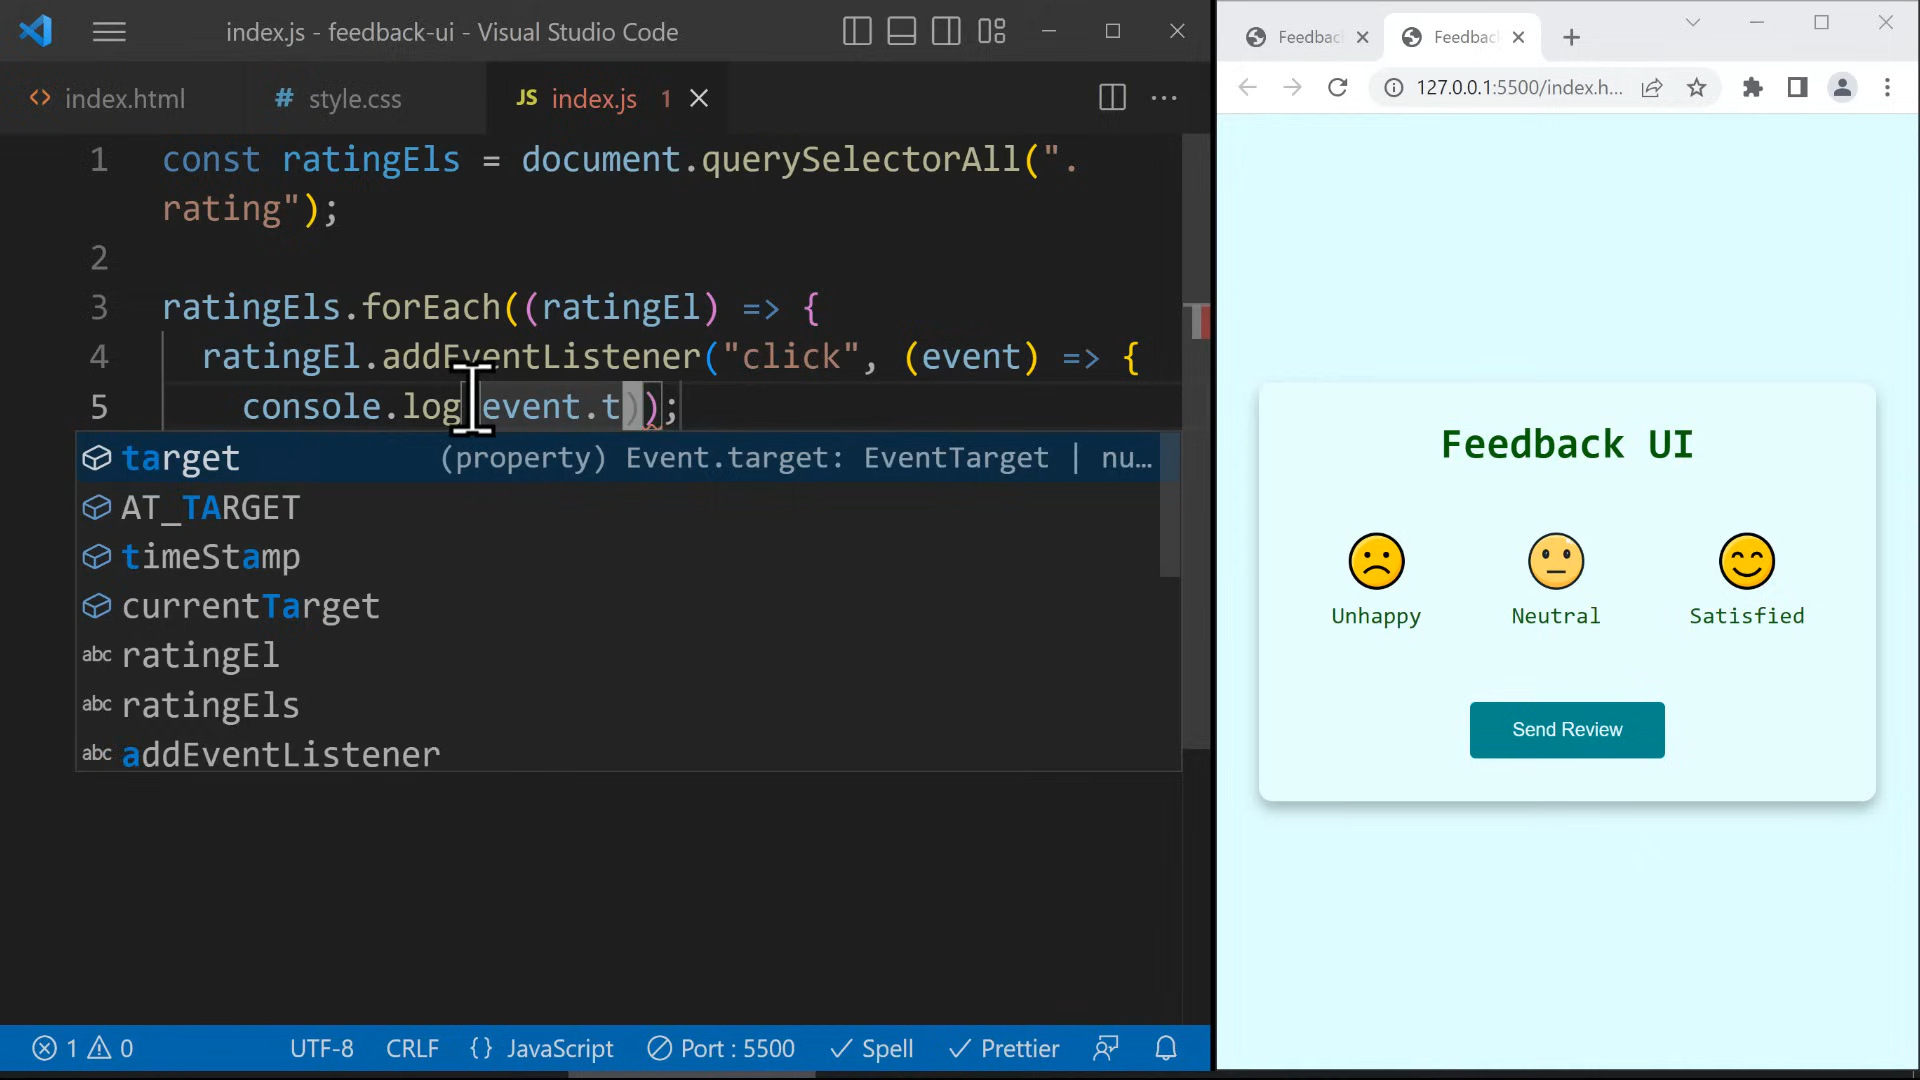 index.js - feedback-ui - Visual Studio Code
index.html
# style.css
JS index.js 1
1 const ratingEls = document.querySelectorAll(".
rating");
2
3 ratingEls.forEach((ratingEl) => {
4 ratingEl.addEventListener("click", (event) => {
5 console.log(event.t));
target (property) Event.target: EventTarget | nu…
AT_TARGET
timeStamp
currentTarget
abc ratingEl
abc ratingEls
abc addEventListener
1 0
UTF-8
CRLF
{} JavaScript
Port : 5500
Spell
Prettier
Feedbac
Feedbac
127.0.0.1:5500/index.h...
Feedback UI
Unhappy
Neutral
Satisfied
Send Review